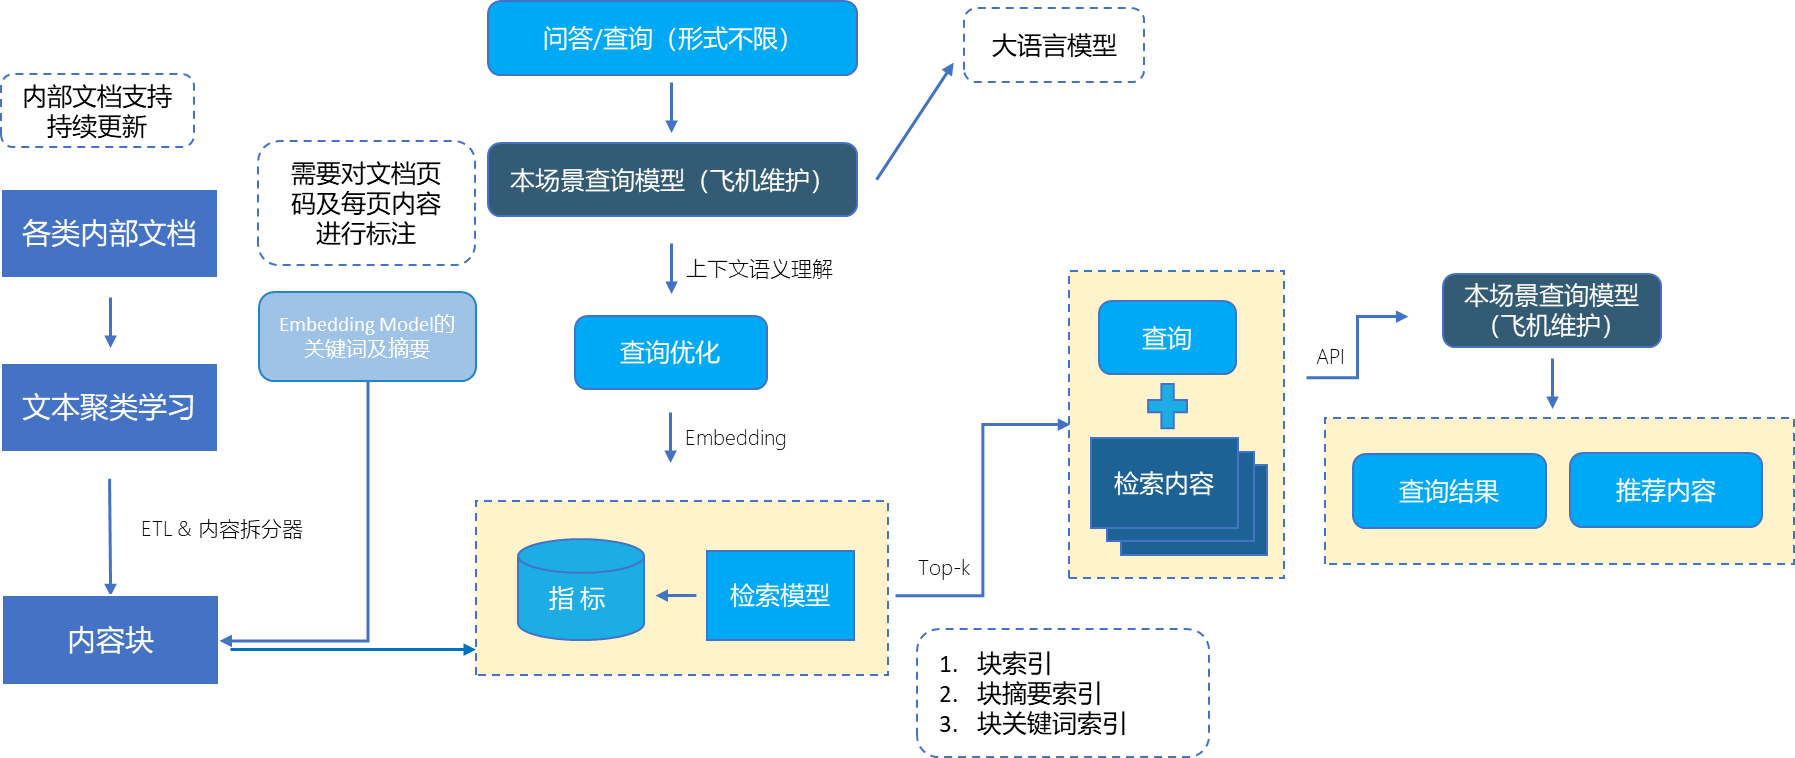 问答/查询（形式不限）
大语言模型
内部文档支持
持续更新
需要对文档页
码及每页内容
进行标注
本场景查询模型（飞机维护）
各类内部文档
上下文语义理解
Embedding Model的
关键词及摘要
查询优化
文本聚类学习
Embedding
ETL & 内容拆分器
内容块
指 标
检索模型
Top-k
1. 块索引
2. 块摘要索引
3. 块关键词索引
查询
检索内容
API
本场景查询模型
（飞机维护）
查询结果
推荐内容